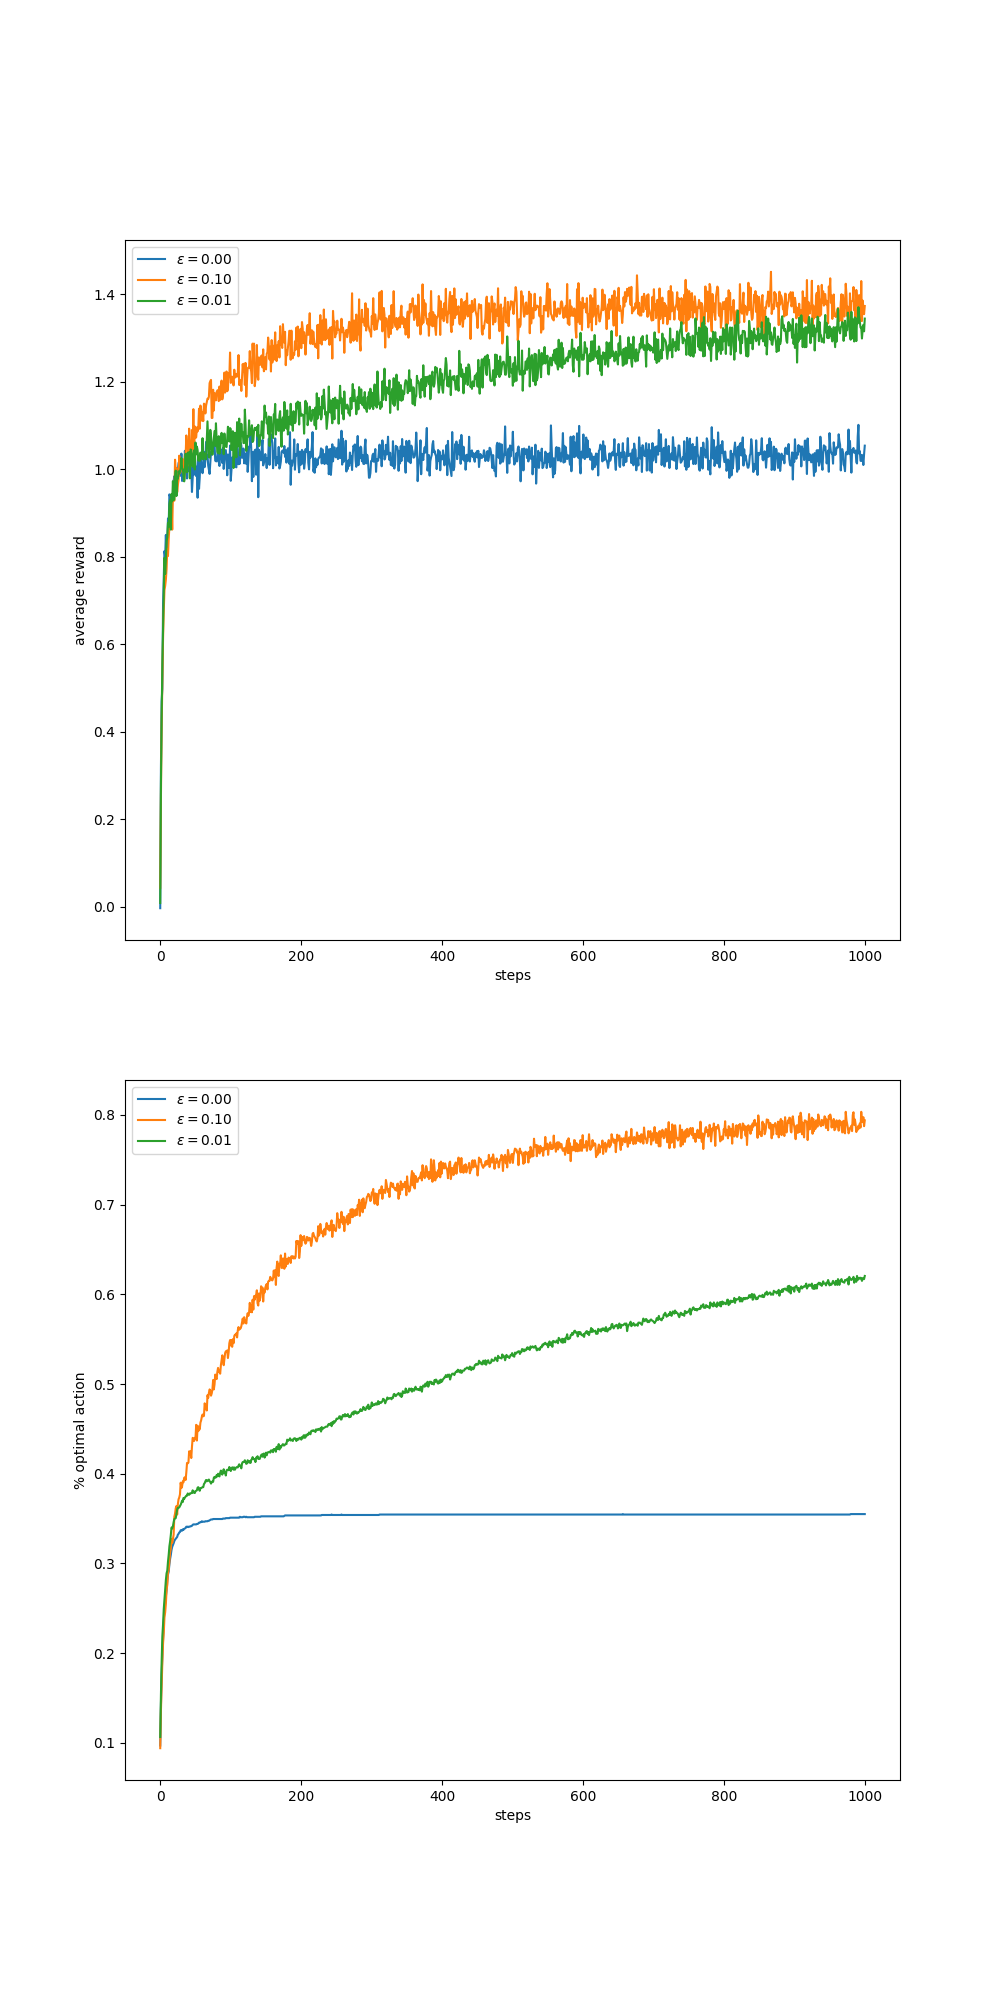 ε = 0.00
ε = 0.10
ε = 0.01
1.4
1.2
1.0
0.8
0.6
0.4
0.2
0.0
average reward
0 200 400 600 800 1000
steps
ε = 0.00
ε = 0.10
ε = 0.01
0.8
0.7
0.6
0.5
0.4
0.3
0.2
0.1
% optimal action
0 200 400 600 800 1000
steps